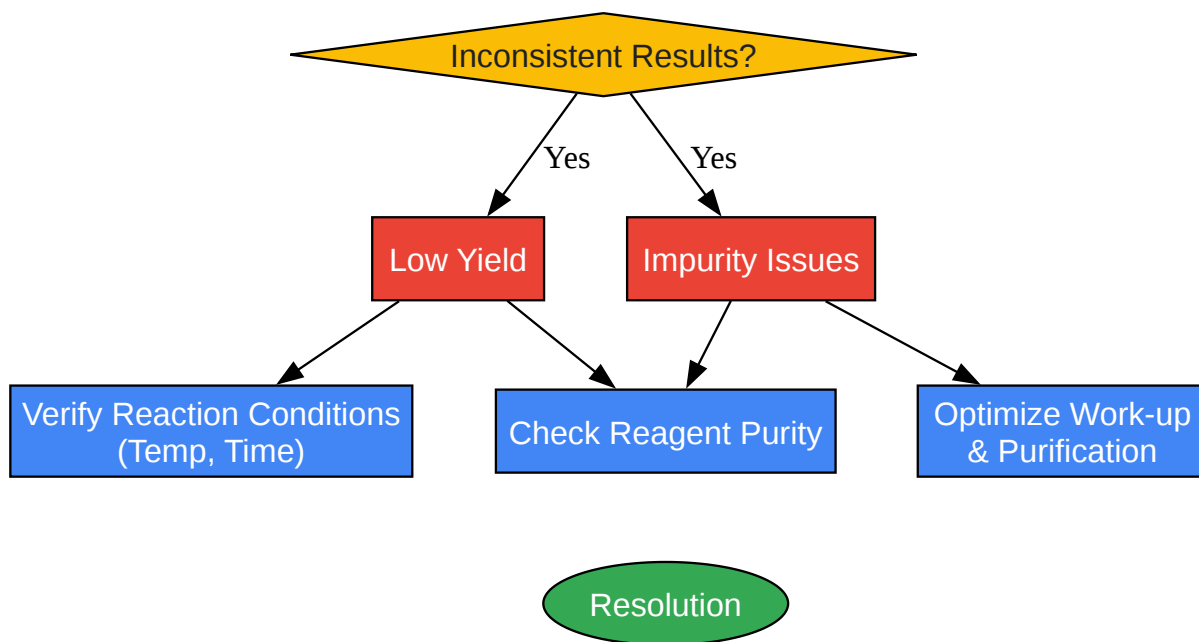 Inconsistent Results?
Yes
Yes
Low Yield
Impurity Issues
Verify Reaction Conditions
(Temp, Time)
Check Reagent Purity
Optimize Work-up
& Purification
Resolution